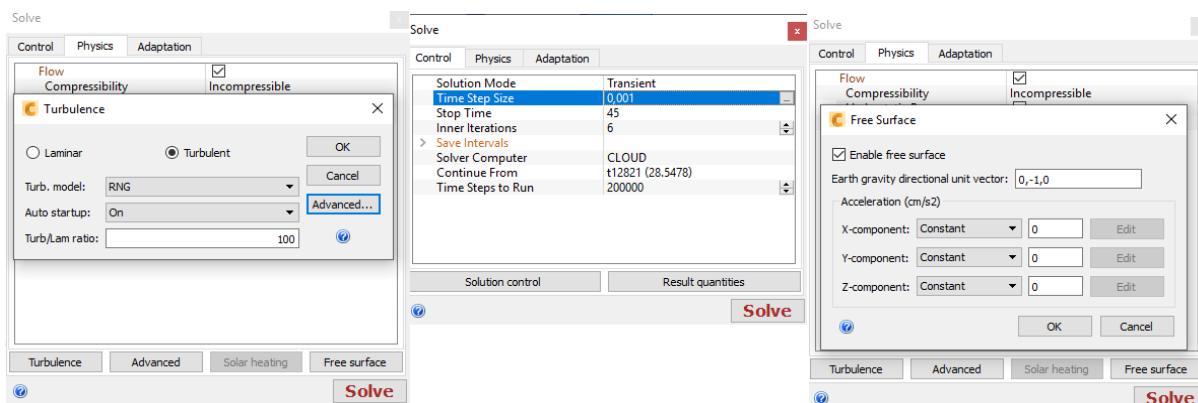 Solve
Control Physics Adaptation
Flow
Compressibility Incompressible
Turbulence
Laminar Turbulent OK
Cancel
Turb. model: RNG
Advanced...
Auto startup: On
Turb/Lam ratio: 100
Turbulence Advanced Solar heating Free surface
Solve
Solve
Control Physics Adaptation
Solution Mode Transient
Time Step Size 0,001 ...
Stop Time 45
Inner Iterations 6
Save Intervals
Solver Computer CLOUD
Continue From t12821 (28.5478)
Time Steps to Run 200000
Solution control Result quantities
Solve
Solve
Control Physics Adaptation
Flow
Compressibility Incompressible
Free Surface
Enable free surface
Earth gravity directional unit vector: 0,-1,0
Acceleration (cm/s2)
X-component: Constant 0 Edit
Y-component: Constant 0 Edit
Z-component: Constant 0 Edit
OK Cancel
Turbulence Advanced Solar heating Free surface
Solve